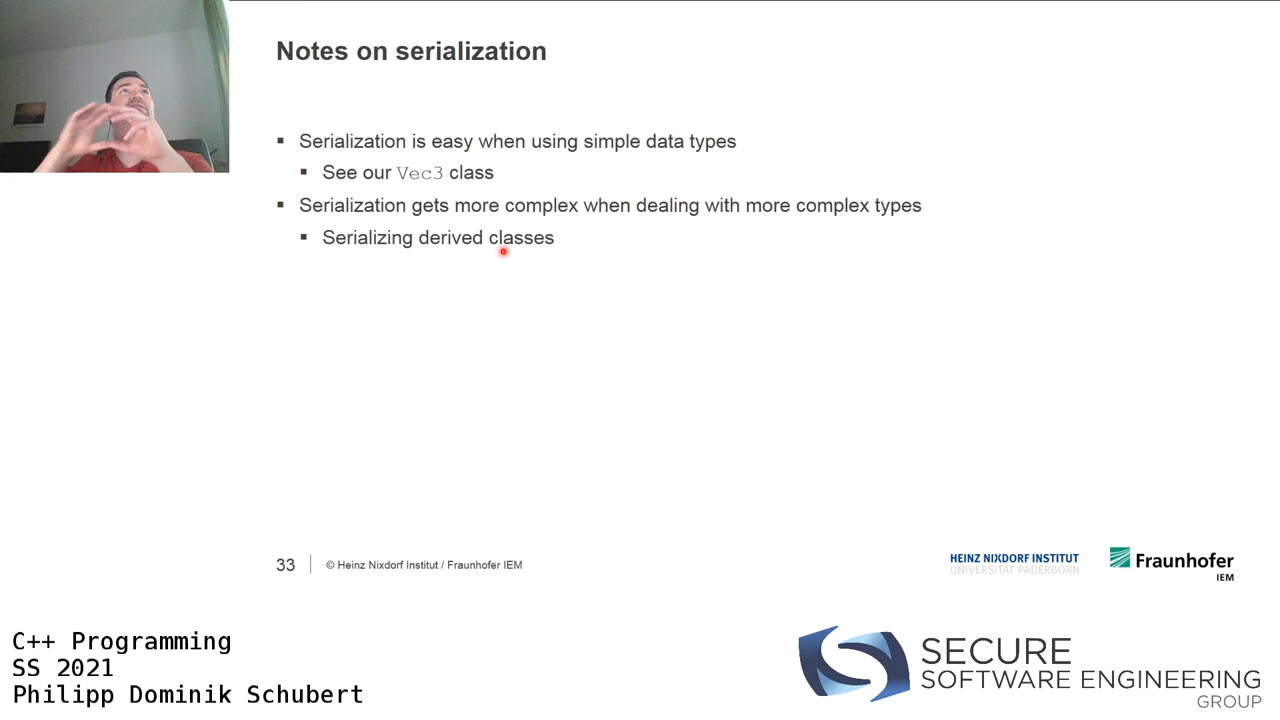 Notes on serialization
Serialization is easy when using simple data types
See our Vec3 class
Serialization gets more complex when dealing with more complex types
Serializing derived classes
33
© Heinz Nixdorf Institut / Fraunhofer IEM
HEINZ NIXDORF INSTITUT
UNIVERSITÄT PADERBORN
Fraunhofer
IEM
C++ Programming
SS 2021
Philipp Dominik Schubert
SECURE
SOFTWARE ENGINEERING
GROUP